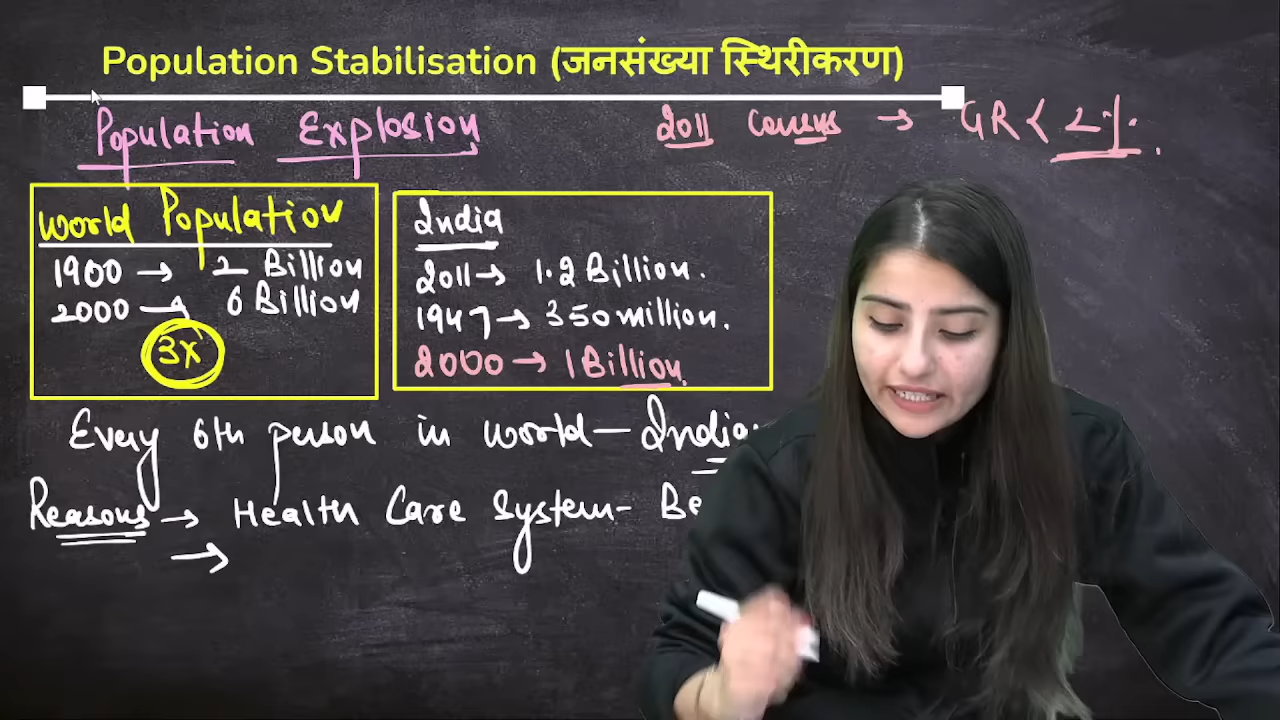 Population Stabilisation (जनसंख्या स्थिरीकरण)
Population Explosion
2011 Census → GR < 2%.
World Population
1900 → 2 Billion
2000 → 6 Billion
3x
India
2011 → 1.2 Billion.
1947 → 350 million.
2000 → 1 Billion.
Every 6th person in world – India.
Reasons → Health Care System - Be
→